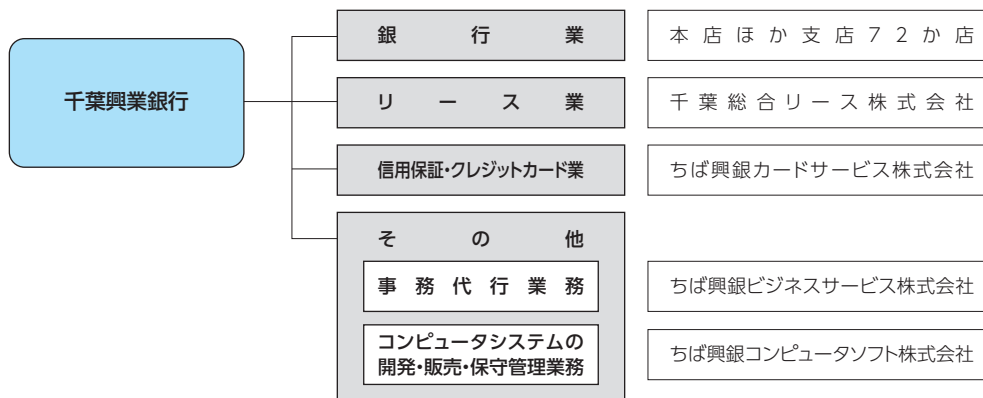 千葉興業銀行
銀行業
本店ほか支店72か店
リース業
千葉総合リース株式会社
信用保証・クレジットカード業
ちば興銀カードサービス株式会社
その他
事務代行業務
ちば興銀ビジネスサービス株式会社
コンピュータシステムの
開発・販売・保守管理業務
ちば興銀コンピュータソフト株式会社